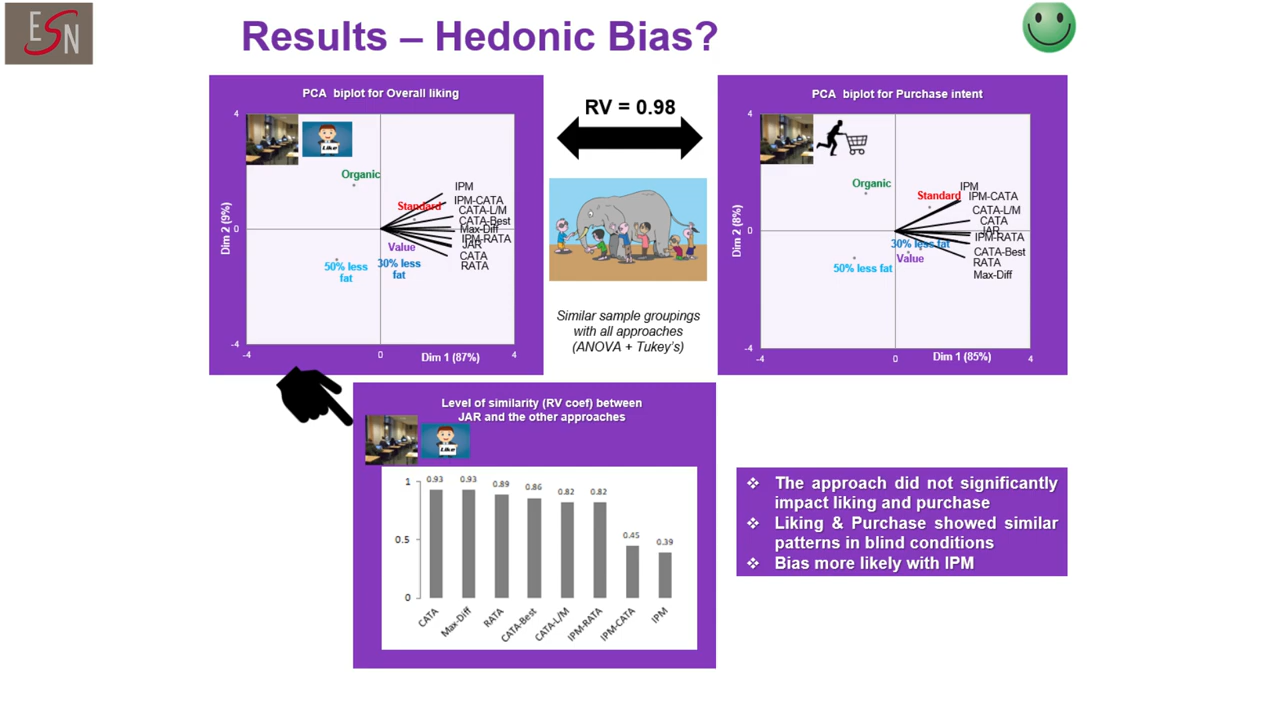 ESN
Results – Hedonic Bias?
PCA biplot for Overall liking
4
Like
Organic
IPM
IPM-CATA
Standard
CATA-L/M
CATA-Best
Max-Diff
IPM-RATA
JAR
CATA
RATA
Value
30% less
fat
50% less
fat
Dim 2 (9%)
0
-4
-4
0
4
Dim 1 (87%)
RV = 0.98
Similar sample groupings
with all approaches
(ANOVA + Tukey's)
PCA biplot for Purchase intent
4
Organic
IPM
Standard
IPM-CATA
CATA-L/M
CATA
JAR
IPM-RATA
30% less fat
CATA-Best
Value
RATA
50% less fat
Max-Diff
Dim 2 (8%)
0
-4
-4
0
4
Dim 1 (85%)
Level of similarity (RV coef) between
JAR and the other approaches
Like
1
0.5
0
0.93
0.93
0.89
0.86
0.82
0.82
0.45
0.39
CATA
Max-Diff
RATA
CATA-Best
CATA-L/M
IPM-RATA
IPM-CATA
IPM
❖ The approach did not significantly
impact liking and purchase
❖ Liking & Purchase showed similar
patterns in blind conditions
❖ Bias more likely with IPM